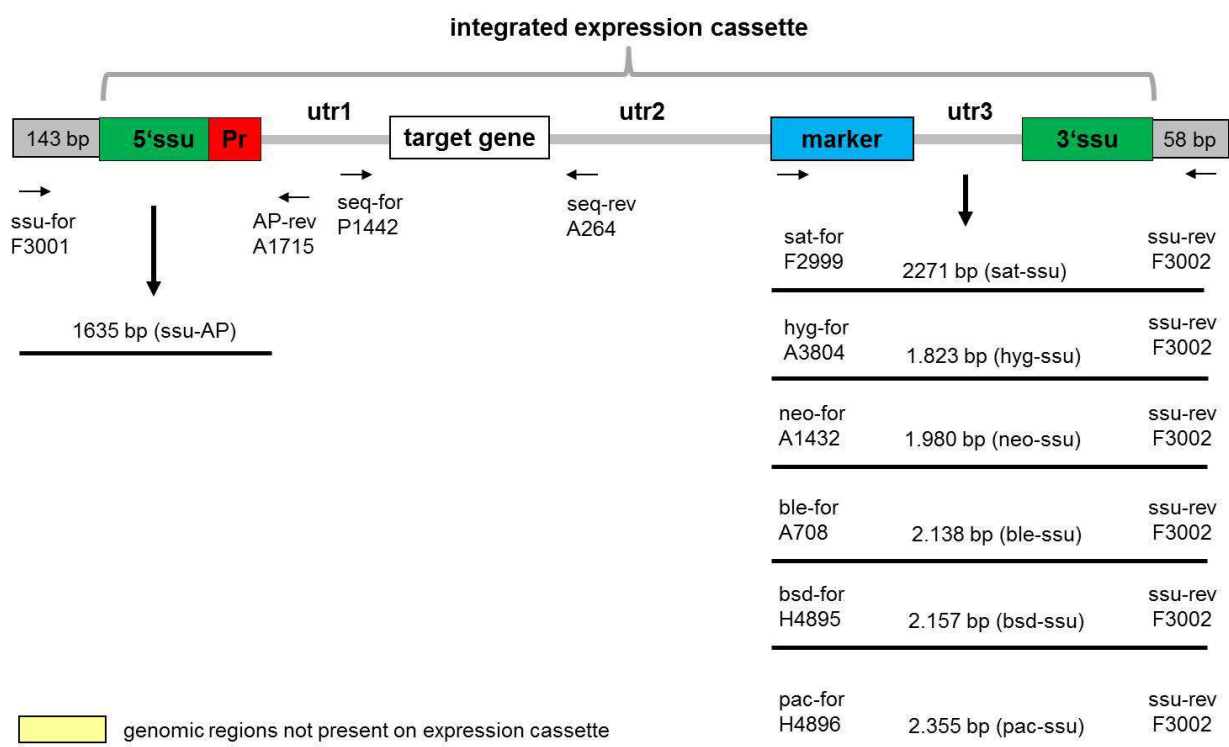 integrated expression cassette
utr1
utr2
utr3
143 bp
5‘ssu
Pr
target gene
marker
3‘ssu
58 bp
ssu-for
F3001
AP-rev
A1715
seq-for
P1442
seq-rev
A264
sat-for
F2999
2271 bp (sat-ssu)
ssu-rev
F3002
1635 bp (ssu-AP)
hyg-for
A3804
1.823 bp (hyg-ssu)
ssu-rev
F3002
neo-for
A1432
1.980 bp (neo-ssu)
ssu-rev
F3002
ble-for
A708
2.138 bp (ble-ssu)
ssu-rev
F3002
bsd-for
H4895
2.157 bp (bsd-ssu)
ssu-rev
F3002
pac-for
H4896
2.355 bp (pac-ssu)
ssu-rev
F3002
genomic regions not present on expression cassette